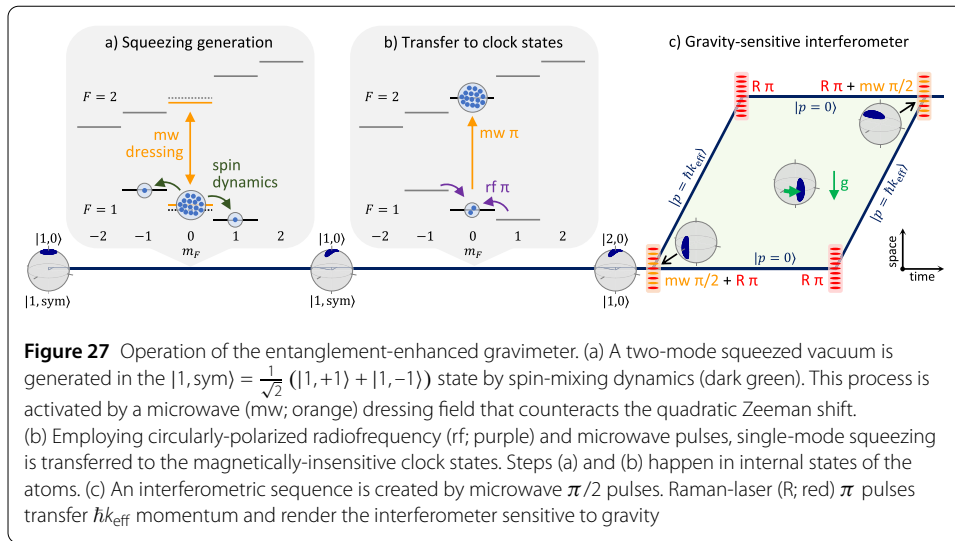 a) Squeezing generation
F = 2
mw
dressing
spin
dynamics
F = 1
−2 −1 0 1 2
m_F
b) Transfer to clock states
F = 2
mw π
rf π
F = 1
−2 −1 0 1 2
m_F
c) Gravity-sensitive interferometer
R π
R π + mw π/2
|p = 0⟩
|p = ℏk_eff⟩
g
|p = ℏk_eff⟩
|p = 0⟩
mw π/2 + R π
R π
space
time
|1,0⟩
|1, sym⟩
|1,0⟩
|1, sym⟩
|2,0⟩
|1,0⟩
Figure 27 Operation of the entanglement-enhanced gravimeter. (a) A two-mode squeezed vacuum is
generated in the |1, sym⟩ = 1/√2 (|1, +1⟩ + |1, −1⟩) state by spin-mixing dynamics (dark green). This process is
activated by a microwave (mw; orange) dressing field that counteracts the quadratic Zeeman shift.
(b) Employing circularly-polarized radiofrequency (rf; purple) and microwave pulses, single-mode squeezing
is transferred to the magnetically-insensitive clock states. Steps (a) and (b) happen in internal states of the
atoms. (c) An interferometric sequence is created by microwave π/2 pulses. Raman-laser (R; red) π pulses
transfer ℏk_eff momentum and render the interferometer sensitive to gravity